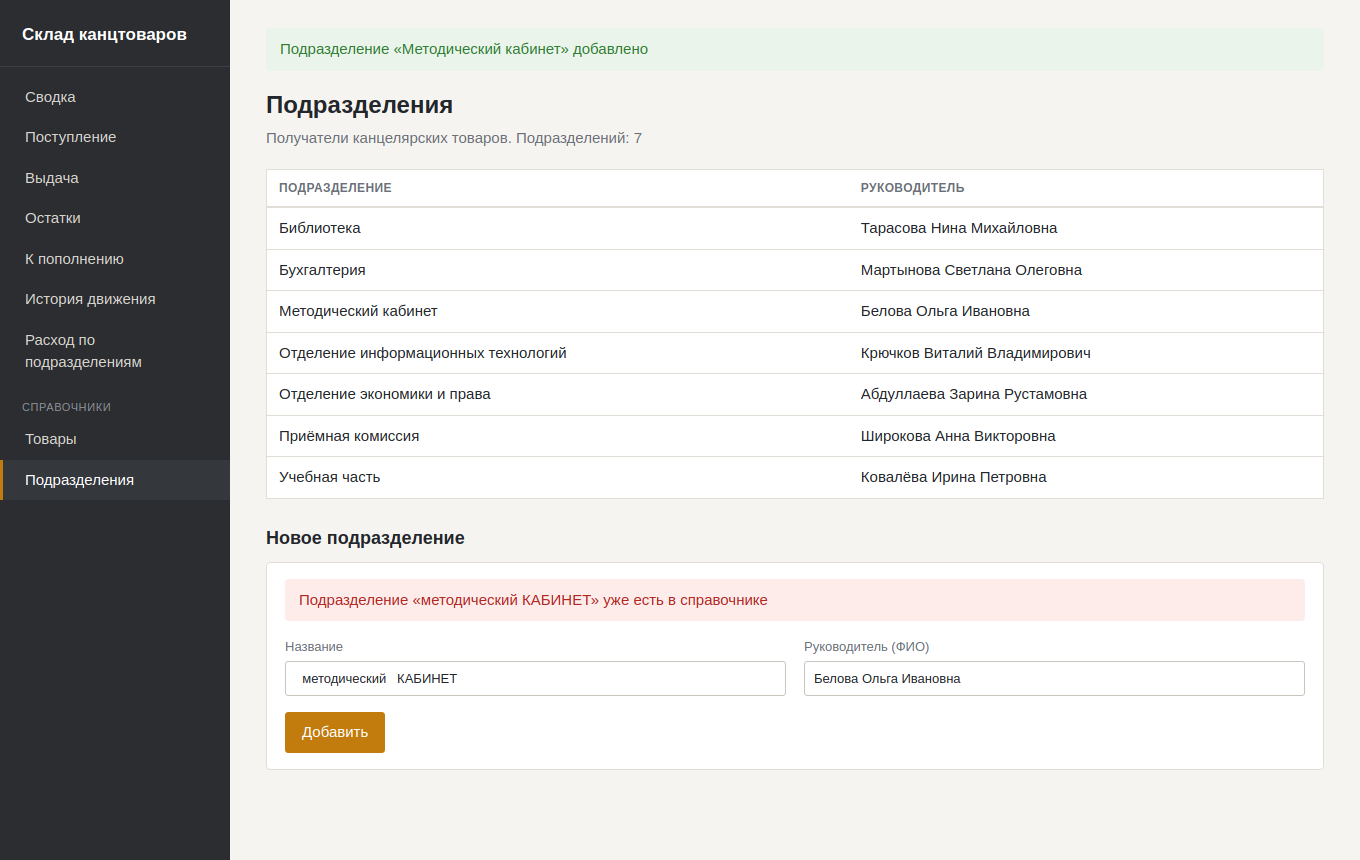 Склад канцтоваров
Сводка
Поступление
Выдача
Остатки
К пополнению
История движения
Расход по
подразделениям
СПРАВОЧНИКИ
Товары
Подразделения
Подразделение «Методический кабинет» добавлено
Подразделения
Получатели канцелярских товаров. Подразделений: 7
ПОДРАЗДЕЛЕНИЕ РУКОВОДИТЕЛЬ
Библиотека Тарасова Нина Михайловна
Бухгалтерия Мартынова Светлана Олеговна
Методический кабинет Белова Ольга Ивановна
Отделение информационных технологий Крючков Виталий Владимирович
Отделение экономики и права Абдуллаева Зарина Рустамовна
Приёмная комиссия Широкова Анна Викторовна
Учебная часть Ковалёва Ирина Петровна
Новое подразделение
Подразделение «методический КАБИНЕТ» уже есть в справочнике
Название Руководитель (ФИО)
методический   КАБИНЕТ Белова Ольга Ивановна
Добавить